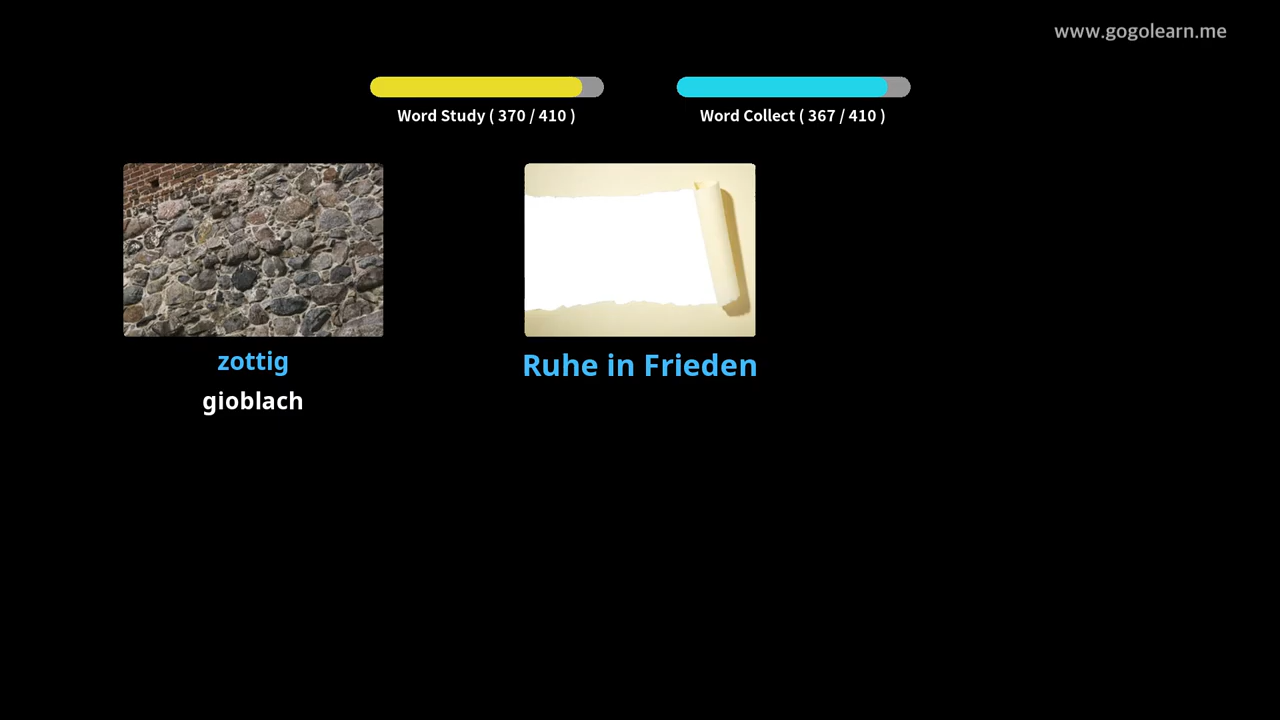 www.gogolearn.me
Word Study ( 370 / 410 )
Word Collect ( 367 / 410 )
zottig
gioblach
Ruhe in Frieden